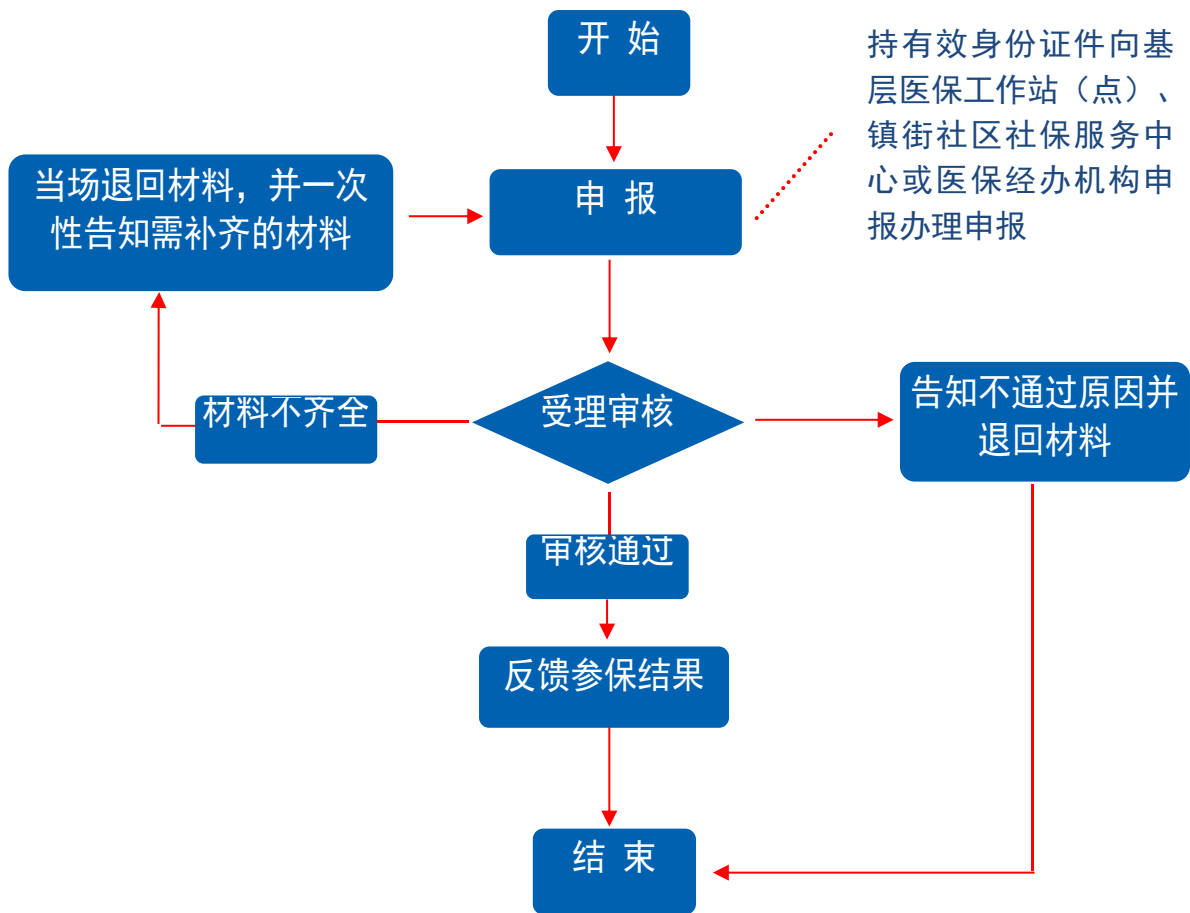 开 始
持有效身份证件向基
层医保工作站（点）、
镇街社区社保服务中
心或医保经办机构申
报办理申报
当场退回材料，并一次
性告知需补齐的材料
申 报
材料不齐全
受理审核
告知不通过原因并
退回材料
审核通过
反馈参保结果
结 束